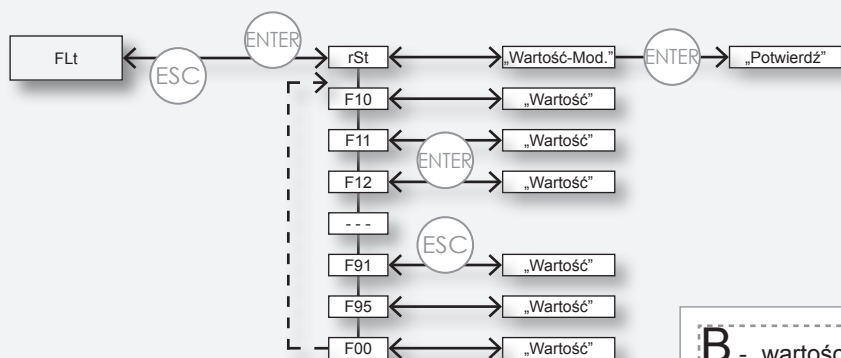 FLt ESC ENTER rSt „Wartość-Mod.” ENTER „Potwierdź”
F10 „Wartość”
F11 „Wartość”
ENTER
F12 „Wartość”
- - -
ESC
F91 „Wartość”
F95 „Wartość”
F00 „Wartość”
B - wartość